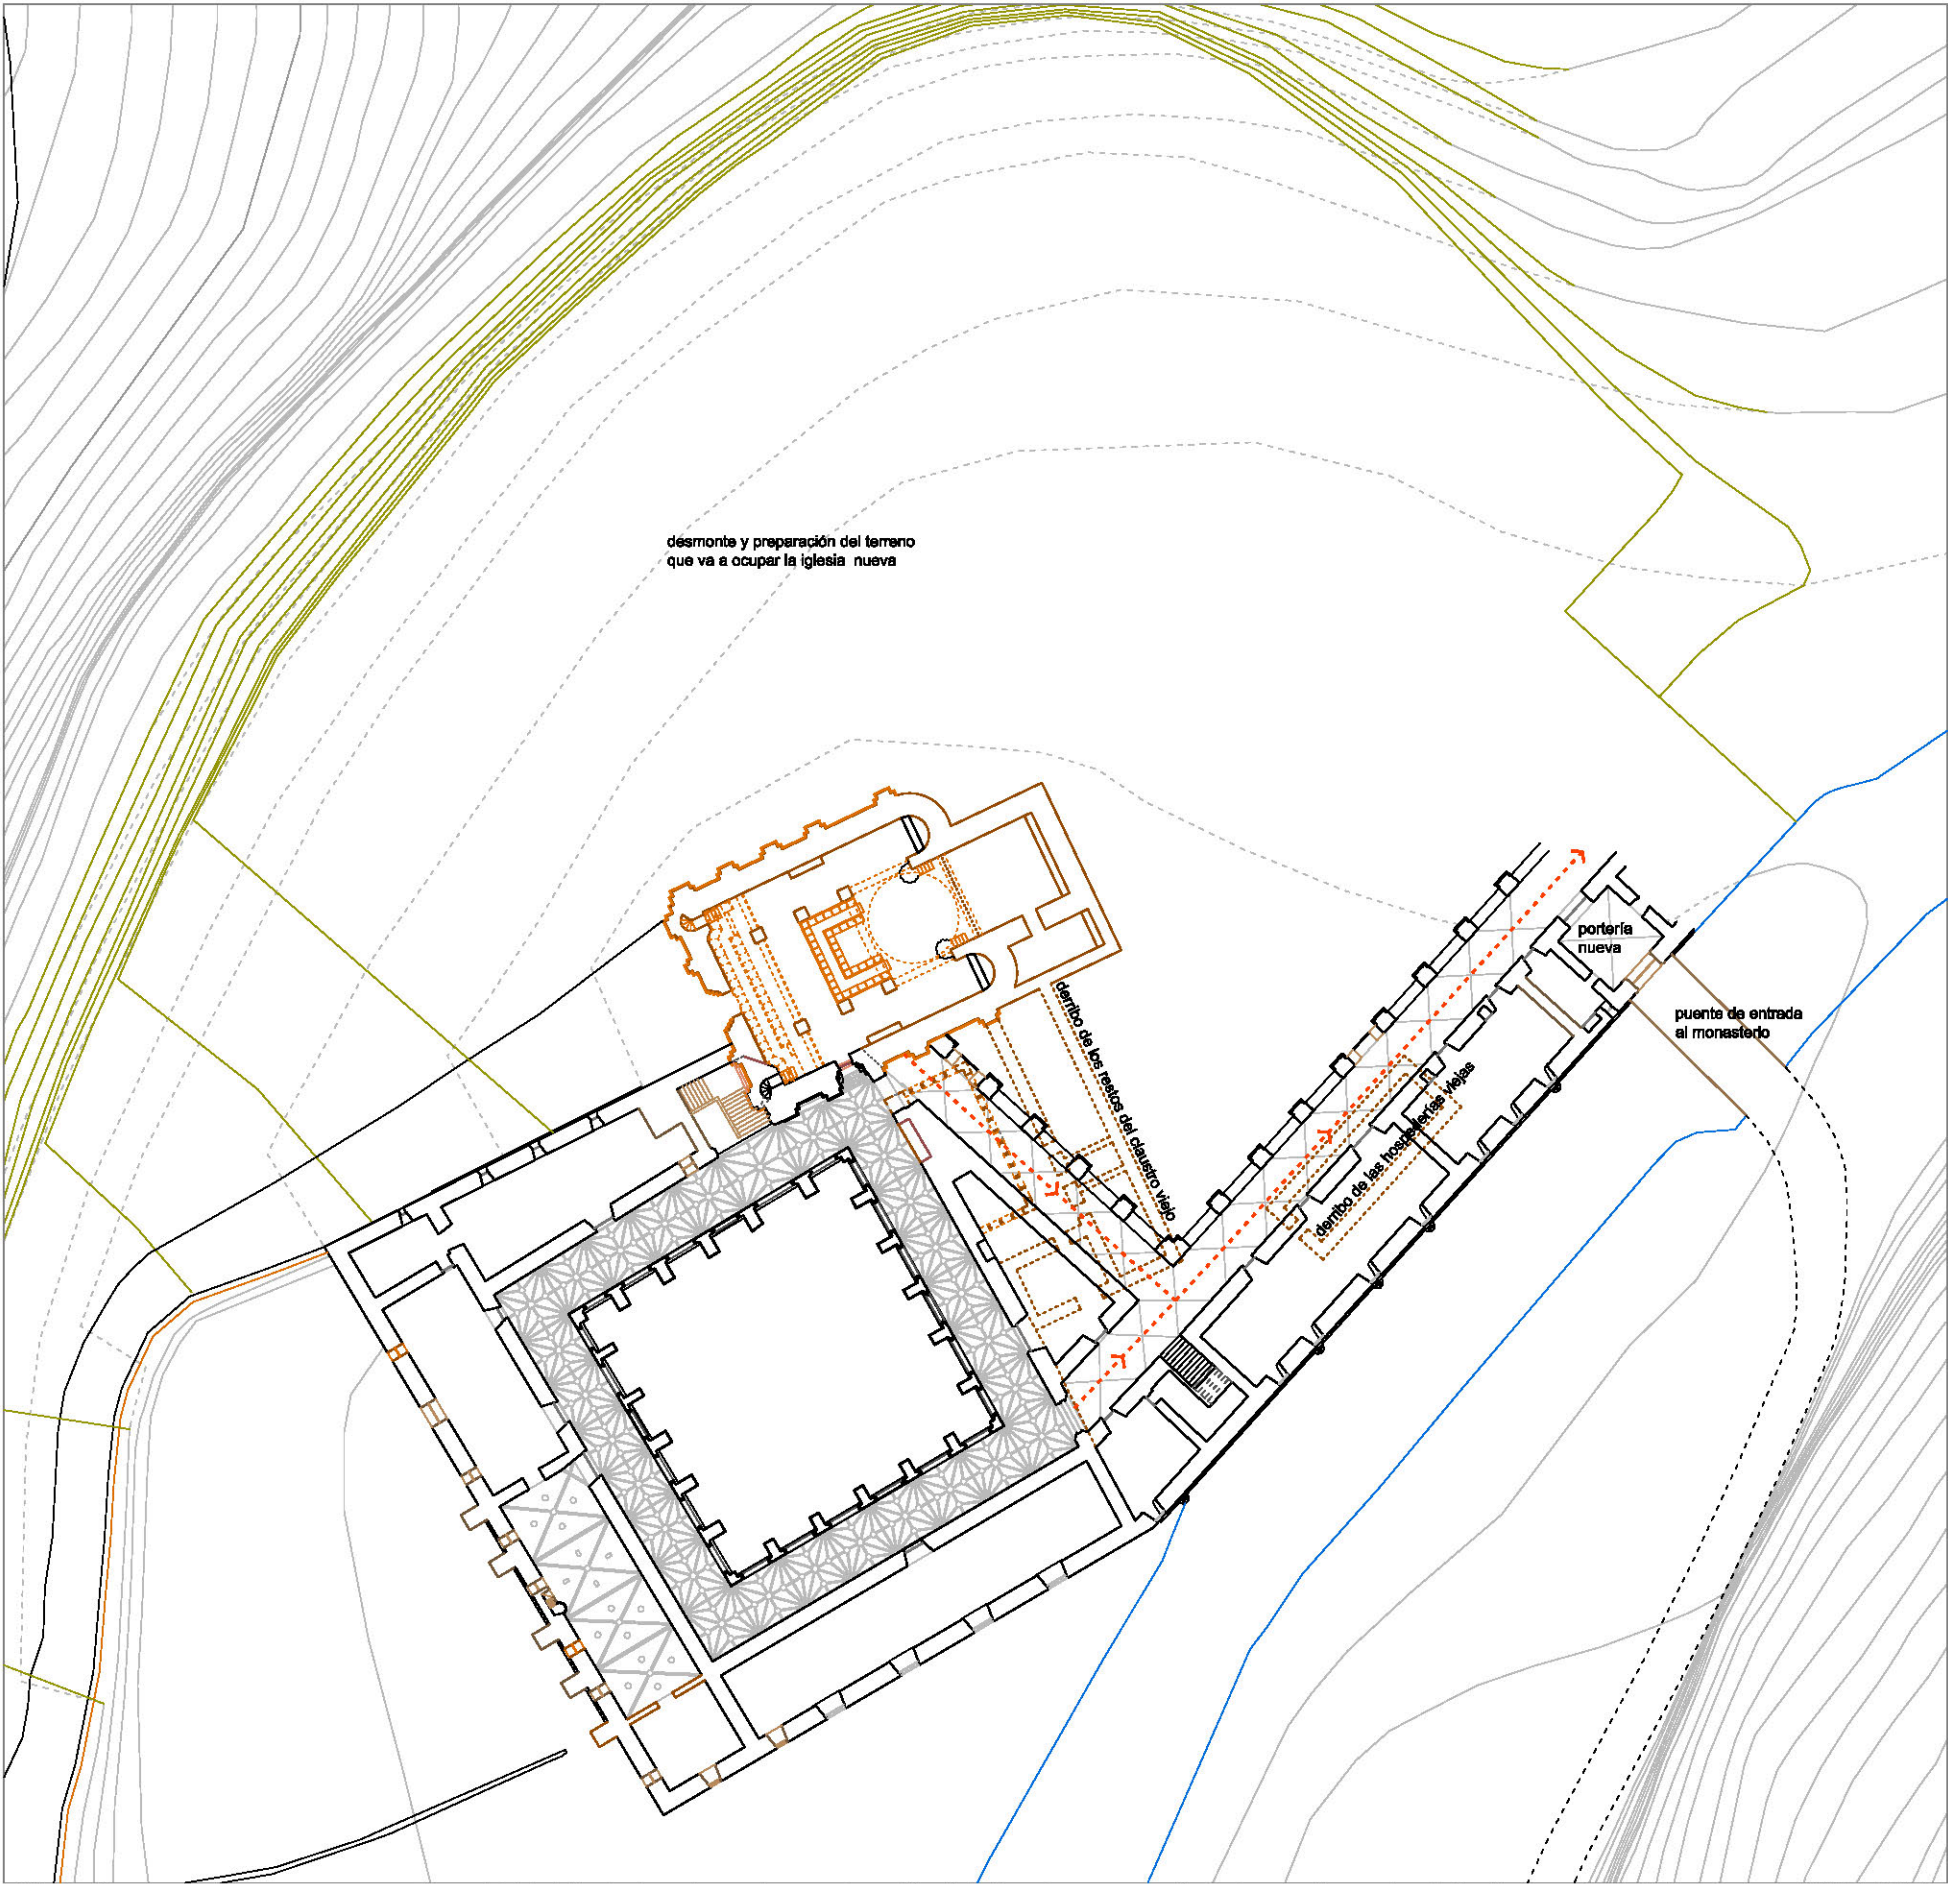 desmonte y preparación del terreno
que va a ocupar la iglesia nueva
portería
nueva
puente de entrada
al monasterio
derribo de los restos del claustro viejo
derribo de las hospederías viejas